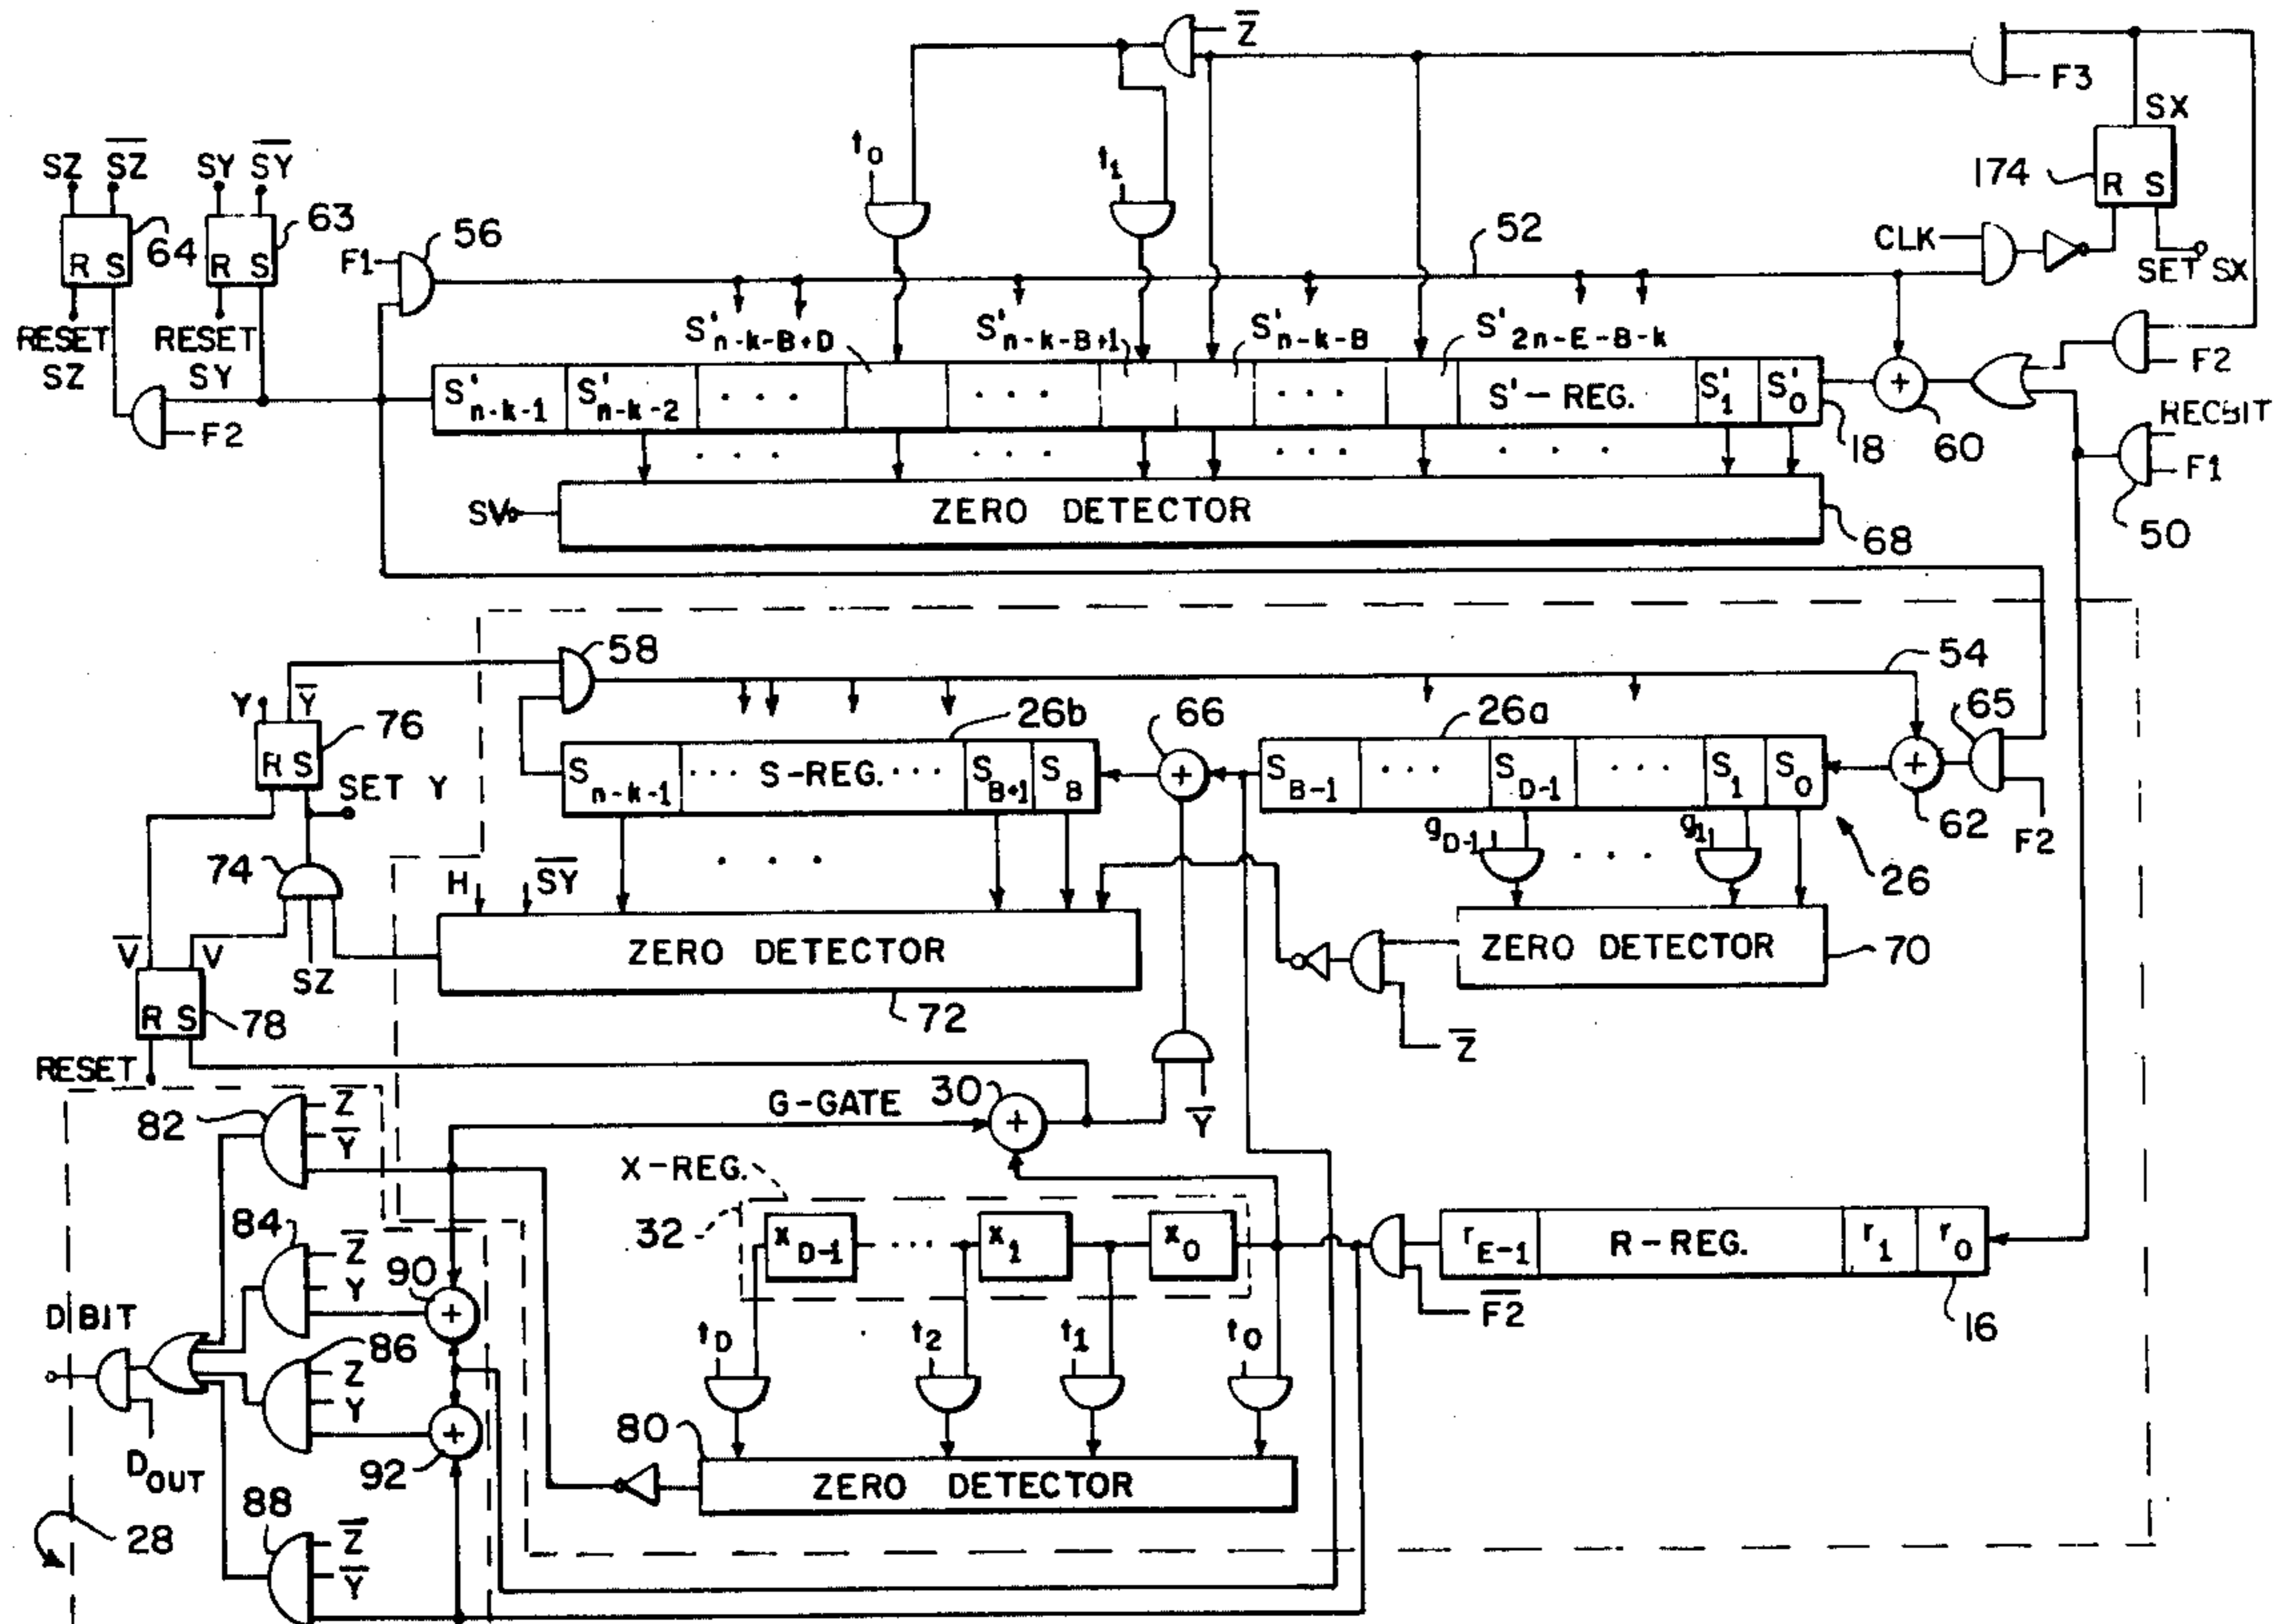 Z̅
F3
SX
t₀
t₁
174
R S
SZ S̅Z̅ SY S̅Y̅
64
63
R S
R S
F1
56
52
CLK
SET SX
RESET SZ
RESET SY
S'n-k-B+D
S'n-k-B+1
S'n-k-B
S'2n-E-B-k
F2
F2
S'n-k-1
S'n-k-2
. . .
. . .
. . .
S'-REG.
S'1
S'0
18
60
RECBIT
F1
50
. . .
. . .
. . .
. . .
SV
ZERO DETECTOR
68
58
54
Y
Y̅
76
R S
SET Y
26b
66
26a
65
Sn-k-1
... S-REG. ...
SB+1
SB
SB-1
. . .
SD-1
. . .
S1
S0
62
F2
gD-1
. . .
g1
26
74
H
S̅Y̅
. . .
V̅
V
SZ
ZERO DETECTOR
72
ZERO DETECTOR
70
R S
78
RESET
Z̅
82
Z̅
Y̅
G-GATE
30
Y̅
X-REG.
32
84
Z̅
Y
90
xD-1
...
x1
x0
rE-1
R-REG.
r1
r0
16
F̅2̅
D BIT
86
Z
Y
tD
t2
t1
t0
DOUT
92
80
ZERO DETECTOR
28
88
Z̅
Y̅